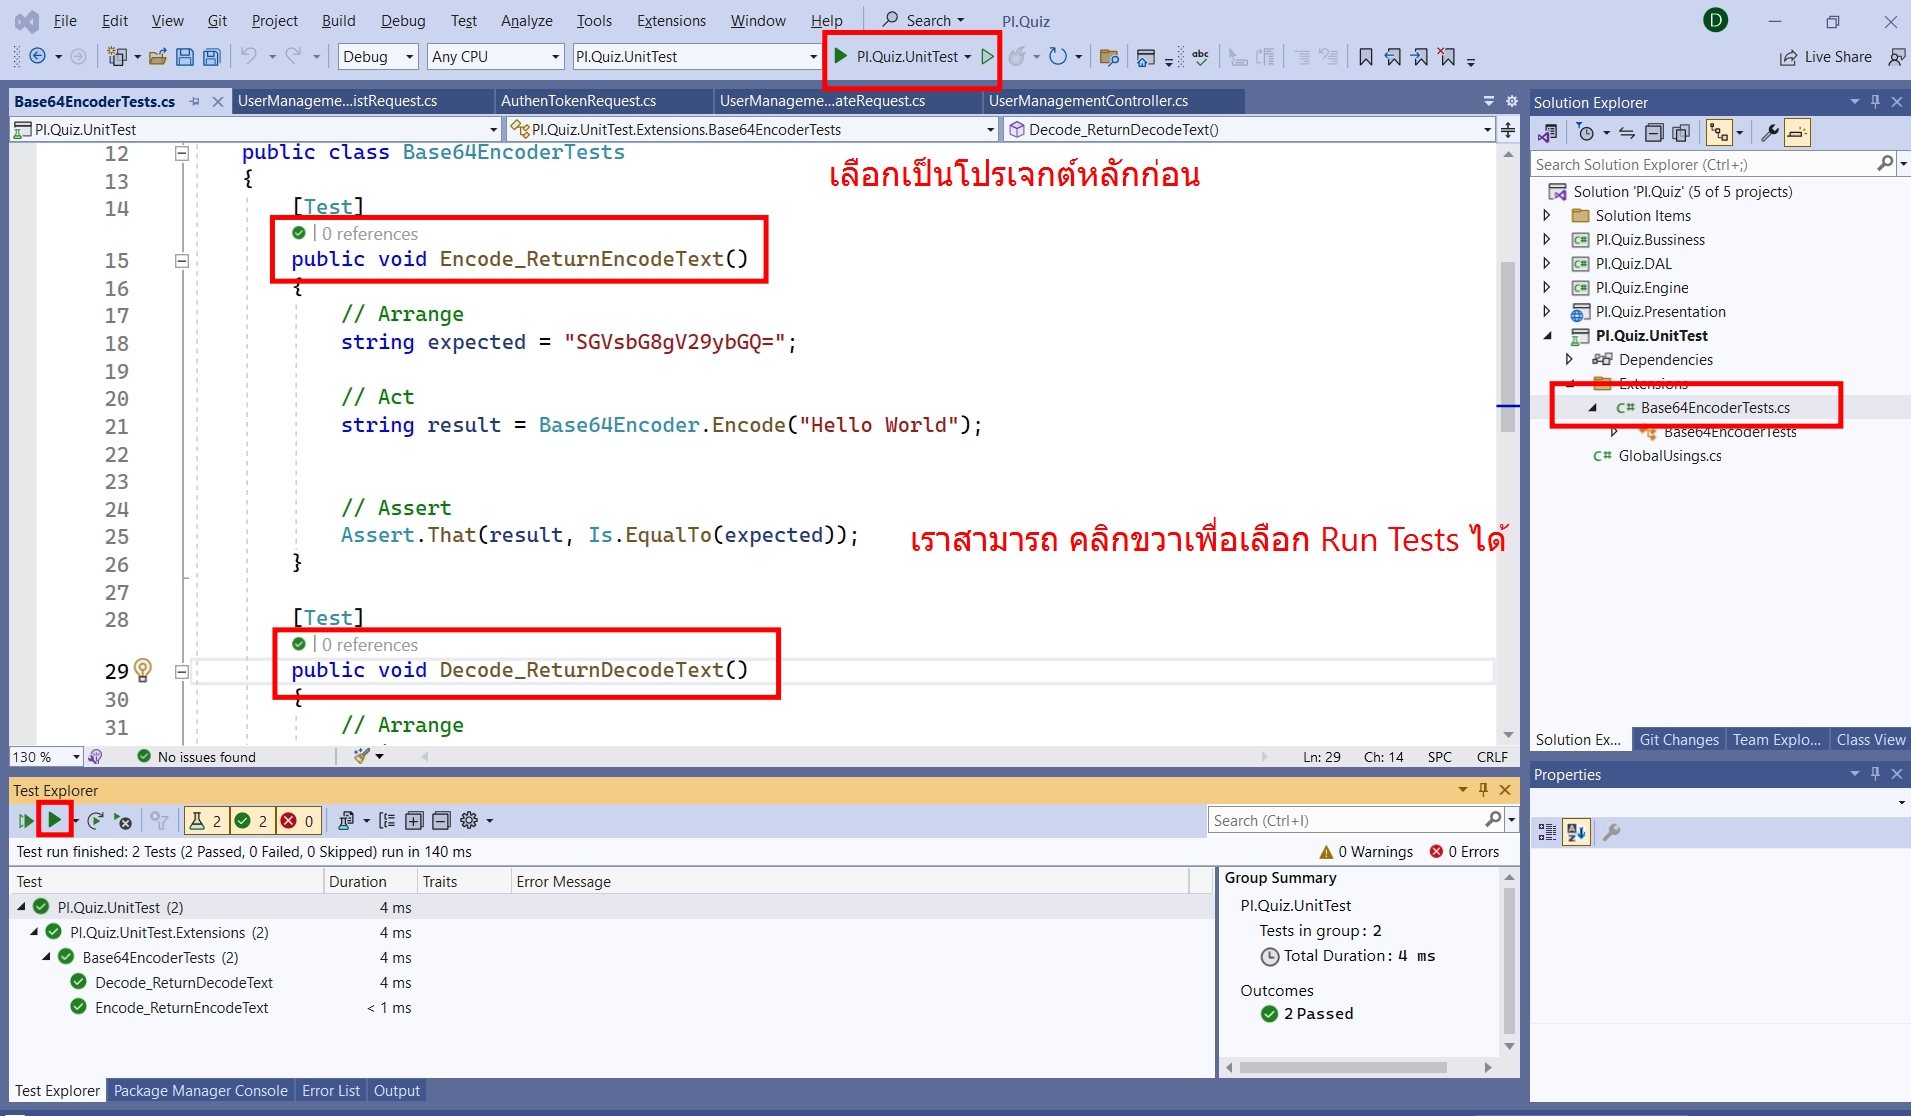 File Edit View Git Project Build Debug Test Analyze Tools Extensions Window Help Search PI.Quiz D
Debug Any CPU PI.Quiz.UnitTest PI.Quiz.UnitTest Live Share
Base64EncoderTests.cs UserManageme...istRequest.cs AuthenTokenRequest.cs UserManageme...ateRequest.cs UserManagementController.cs
PI.Quiz.UnitTest PI.Quiz.UnitTest.Extensions.Base64EncoderTests Decode_ReturnDecodeText()
12 public class Base64EncoderTests
เลือกเป็นโปรเจกต์หลักก่อน
13 {
14 [Test]
0 references
15 public void Encode_ReturnEncodeText()
16 {
17 // Arrange
18 string expected = "SGVsbG8gV29ybGQ=";
19
20 // Act
21 string result = Base64Encoder.Encode("Hello World");
22
23
24 // Assert
25 Assert.That(result, Is.EqualTo(expected));
เราสามารถ คลิกขวาเพื่อเลือก Run Tests ได้
26 }
27
28 [Test]
0 references
29 public void Decode_ReturnDecodeText()
30 {
31 // Arrange
130 % No issues found Ln: 29 Ch: 14 SPC CRLF
Solution Explorer
Search Solution Explorer (Ctrl+;)
Solution 'PI.Quiz' (5 of 5 projects)
Solution Items
PI.Quiz.Bussiness
PI.Quiz.DAL
PI.Quiz.Engine
PI.Quiz.Presentation
PI.Quiz.UnitTest
Dependencies
Extensions
C# Base64EncoderTests.cs
Base64EncoderTests
C# GlobalUsings.cs
Solution Ex... Git Changes Team Explo... Class View
Properties
Test Explorer
2 2 0 Search (Ctrl+I)
Test run finished: 2 Tests (2 Passed, 0 Failed, 0 Skipped) run in 140 ms 0 Warnings 0 Errors
Test Duration Traits Error Message
PI.Quiz.UnitTest (2) 4 ms
PI.Quiz.UnitTest.Extensions (2) 4 ms
Base64EncoderTests (2) 4 ms
Decode_ReturnDecodeText 4 ms
Encode_ReturnEncodeText < 1 ms
Group Summary
PI.Quiz.UnitTest
Tests in group: 2
Total Duration: 4 ms
Outcomes
2 Passed
Test Explorer Package Manager Console Error List Output